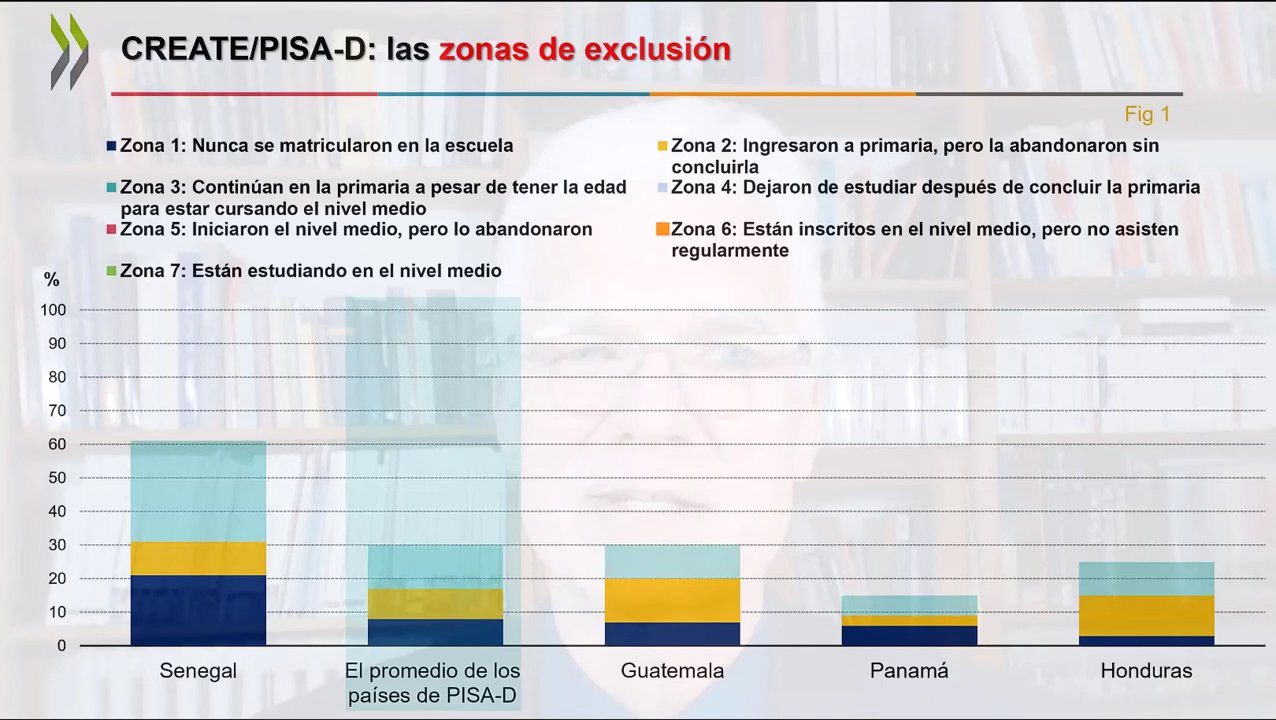 CREATE/PISA-D: las zonas de exclusión
Fig 1
Zona 1: Nunca se matricularon en la escuela
Zona 2: Ingresaron a primaria, pero la abandonaron sin
concluirla
Zona 3: Continúan en la primaria a pesar de tener la edad
para estar cursando el nivel medio
Zona 4: Dejaron de estudiar después de concluir la primaria
Zona 5: Iniciaron el nivel medio, pero lo abandonaron
Zona 6: Están inscritos en el nivel medio, pero no asisten
regularmente
Zona 7: Están estudiando en el nivel medio
%
100
90
80
70
60
50
40
30
20
10
0
Senegal
El promedio de los
países de PISA-D
Guatemala
Panamá
Honduras